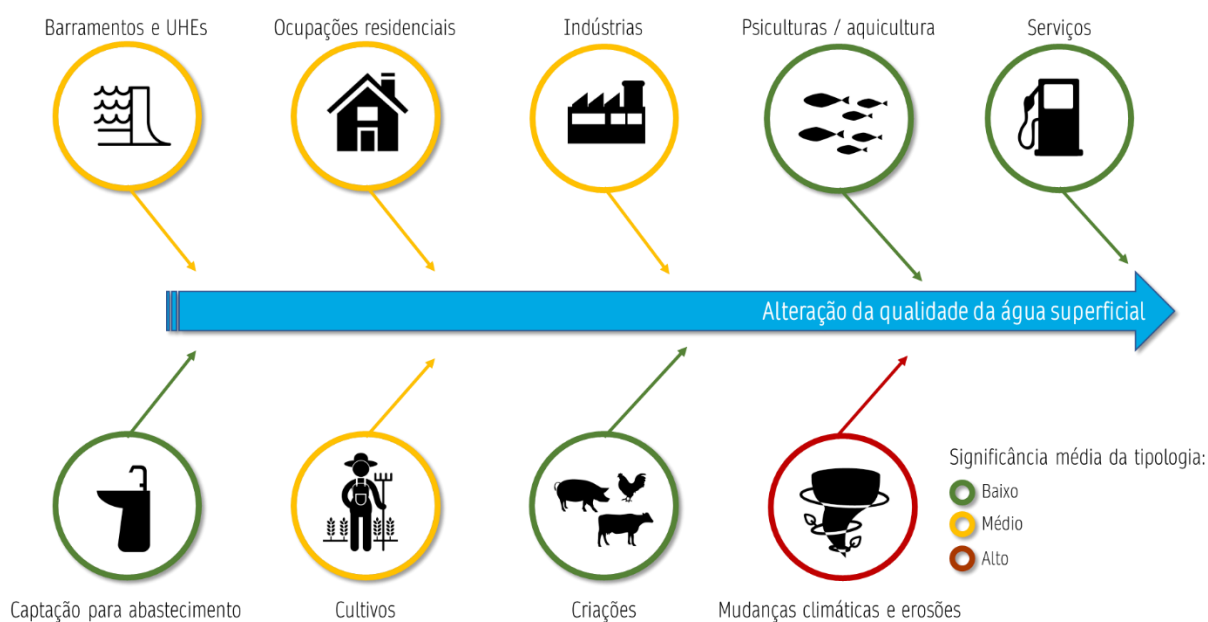 Barramentos e UHEs
Ocupações residenciais
Indústrias
Psiculturas / aquicultura
Serviços
Alteração da qualidade da água superficial
Significância média da tipologia:
Baixo
Médio
Alto
Captação para abastecimento
Cultivos
Criações
Mudanças climáticas e erosões